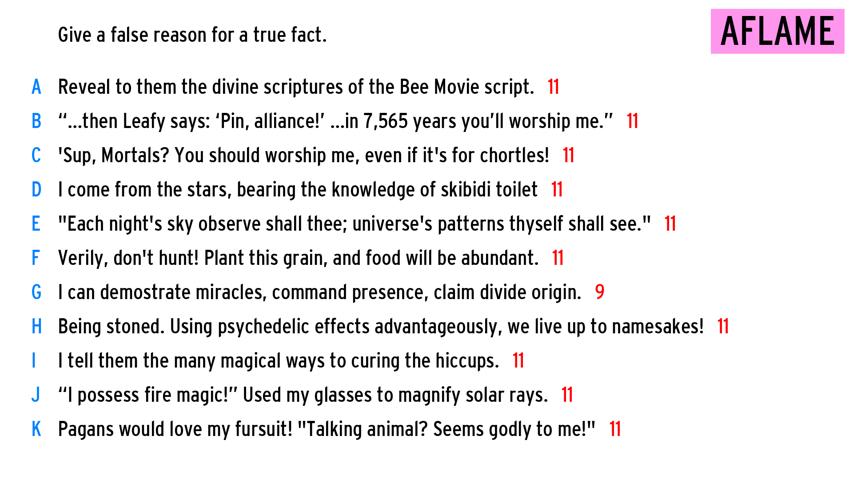 Give a false reason for a true fact.
AFLAME
A Reveal to them the divine scriptures of the Bee Movie script. 11
B “...then Leafy says: ‘Pin, alliance!’ ...in 7,565 years you’ll worship me.” 11
C 'Sup, Mortals? You should worship me, even if it's for chortles! 11
D I come from the stars, bearing the knowledge of skibidi toilet 11
E "Each night's sky observe shall thee; universe's patterns thyself shall see." 11
F Verily, don't hunt! Plant this grain, and food will be abundant. 11
G I can demostrate miracles, command presence, claim divide origin. 9
H Being stoned. Using psychedelic effects advantageously, we live up to namesakes! 11
I I tell them the many magical ways to curing the hiccups. 11
J “I possess fire magic!” Used my glasses to magnify solar rays. 11
K Pagans would love my fursuit! "Talking animal? Seems godly to me!" 11